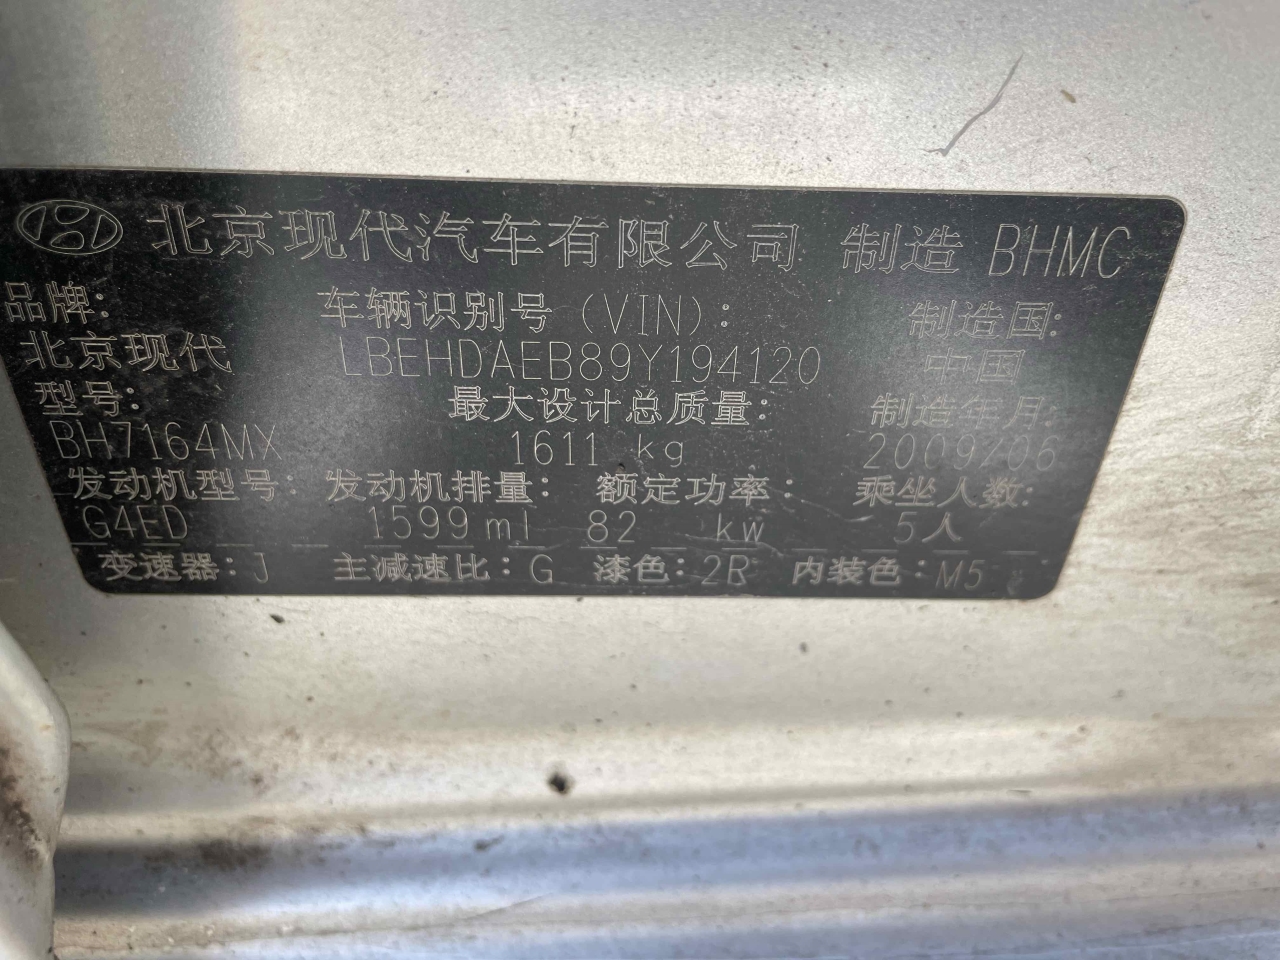 北京现代汽车有限公司 制造 BHMC
品牌: 车辆识别号 (VIN): 制造国:
北京现代 LBEHDAEB89Y194120 中国
型号: 最大设计总质量: 制造年月:
BH7164MX 1611 kg 2009/06
发动机型号: 发动机排量: 额定功率: 乘坐人数:
G4ED 1599 ml 82 kw 5人
变速器: J 主减速比: G 漆色: 2R 内装色: M5